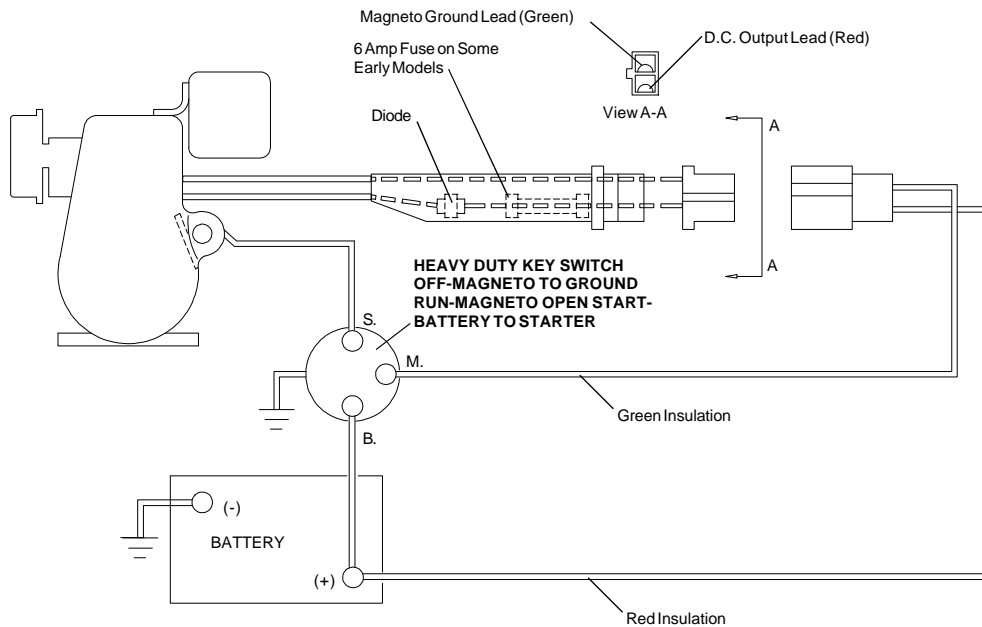 Magneto Ground Lead (Green)
D.C. Output Lead (Red)
6 Amp Fuse on Some
Early Models
View A-A
Diode
A
A
HEAVY DUTY KEY SWITCH
OFF-MAGNETO TO GROUND
RUN-MAGNETO OPEN START-
BATTERY TO STARTER
S.
M.
Green Insulation
B.
(-)
BATTERY
(+)
Red Insulation